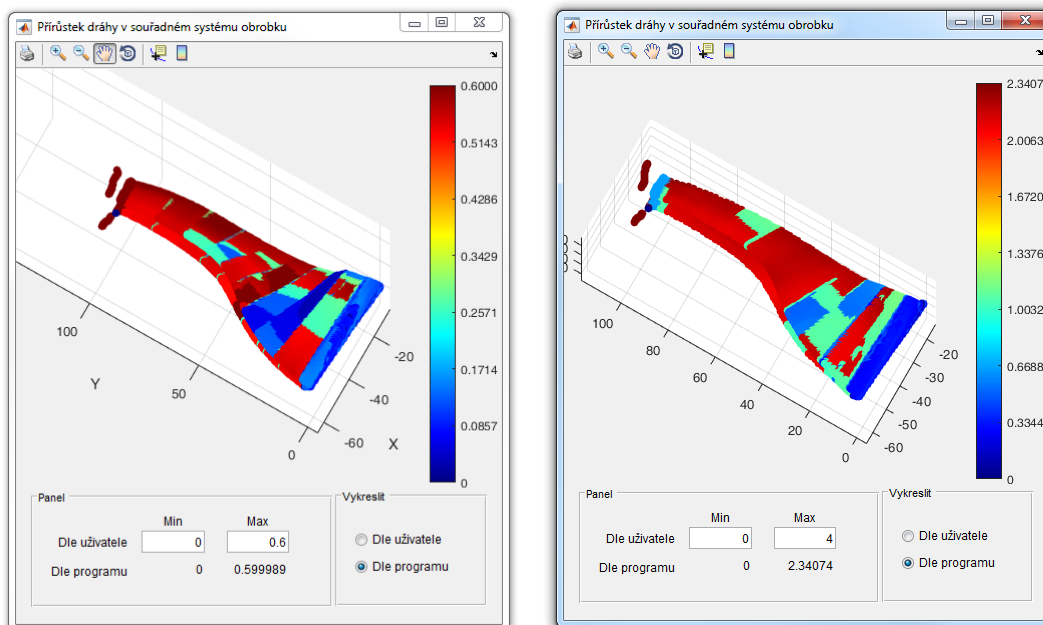 Přírůstek dráhy v souřadném systému obrobku
0.6000
0.5143
0.4286
0.3429
0.2571
0.1714
0.0857
0
100
50
0
Y
-20
-40
-60
X
Panel
Min
Max
Dle uživatele
0
0.6
Dle programu
0
0.599989
Vykreslit
Dle uživatele
Dle programu
Přírůstek dráhy v souřadném systému obrobku
2.3407
2.0063
1.6720
1.3376
1.0032
0.6688
0.3344
0
100
80
60
40
20
0
-20
-30
-40
-50
-60
Panel
Min
Max
Dle uživatele
0
4
Dle programu
0
2.34074
Vykreslit
Dle uživatele
Dle programu